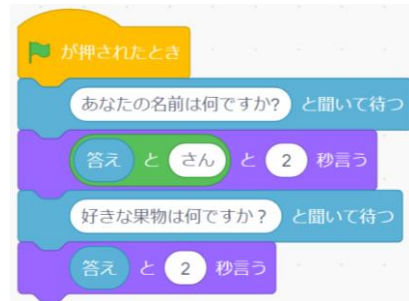 が押されたとき
あなたの名前は何ですか? と聞いて待つ
答え と さん と 2 秒言う
好きな果物は何ですか？ と聞いて待つ
答え と 2 秒言う